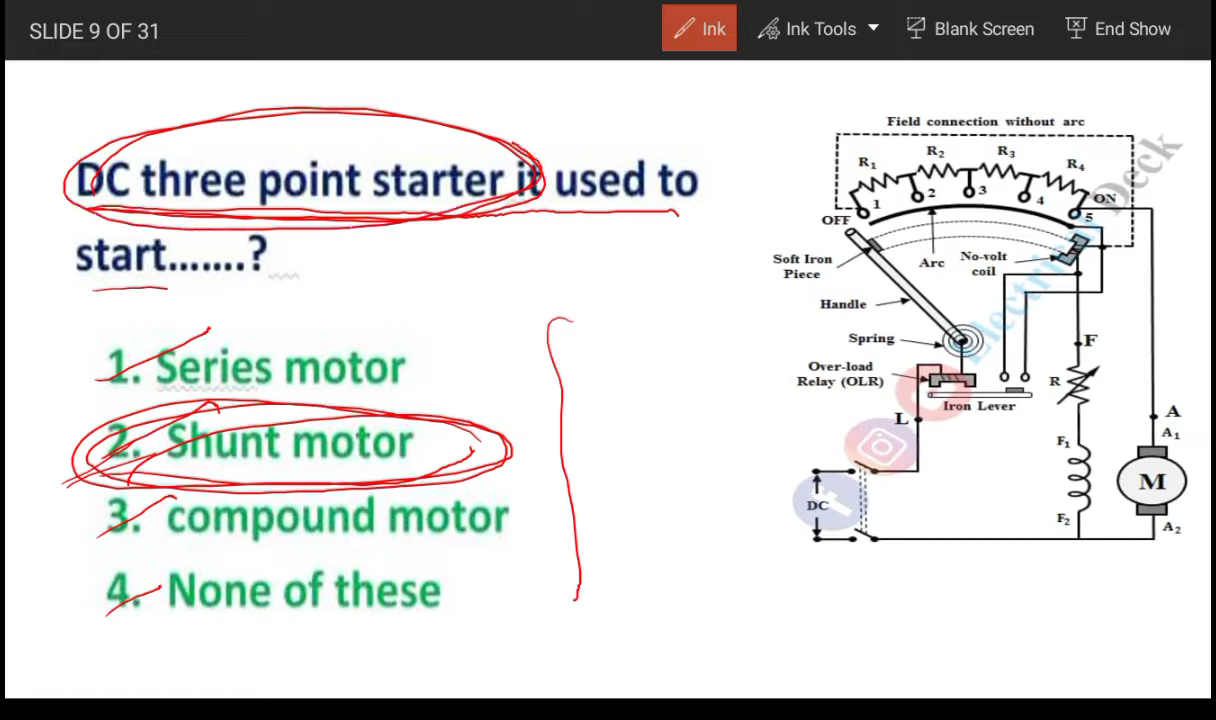 SLIDE 9 OF 31
Ink
Ink Tools
Blank Screen
End Show
DC three point starter it used to
start.......?
1. Series motor
2. Shunt motor
3. compound motor
4. None of these
Field connection without arc
R1
R2
R3
R4
1
2
3
4
5
ON
OFF
Soft Iron
Piece
Arc
No-volt
coil
Handle
Spring
Over-load
Relay (OLR)
Iron Lever
L
F
R
A
A1
F1
M
DC
F2
A2
Electrical Deck